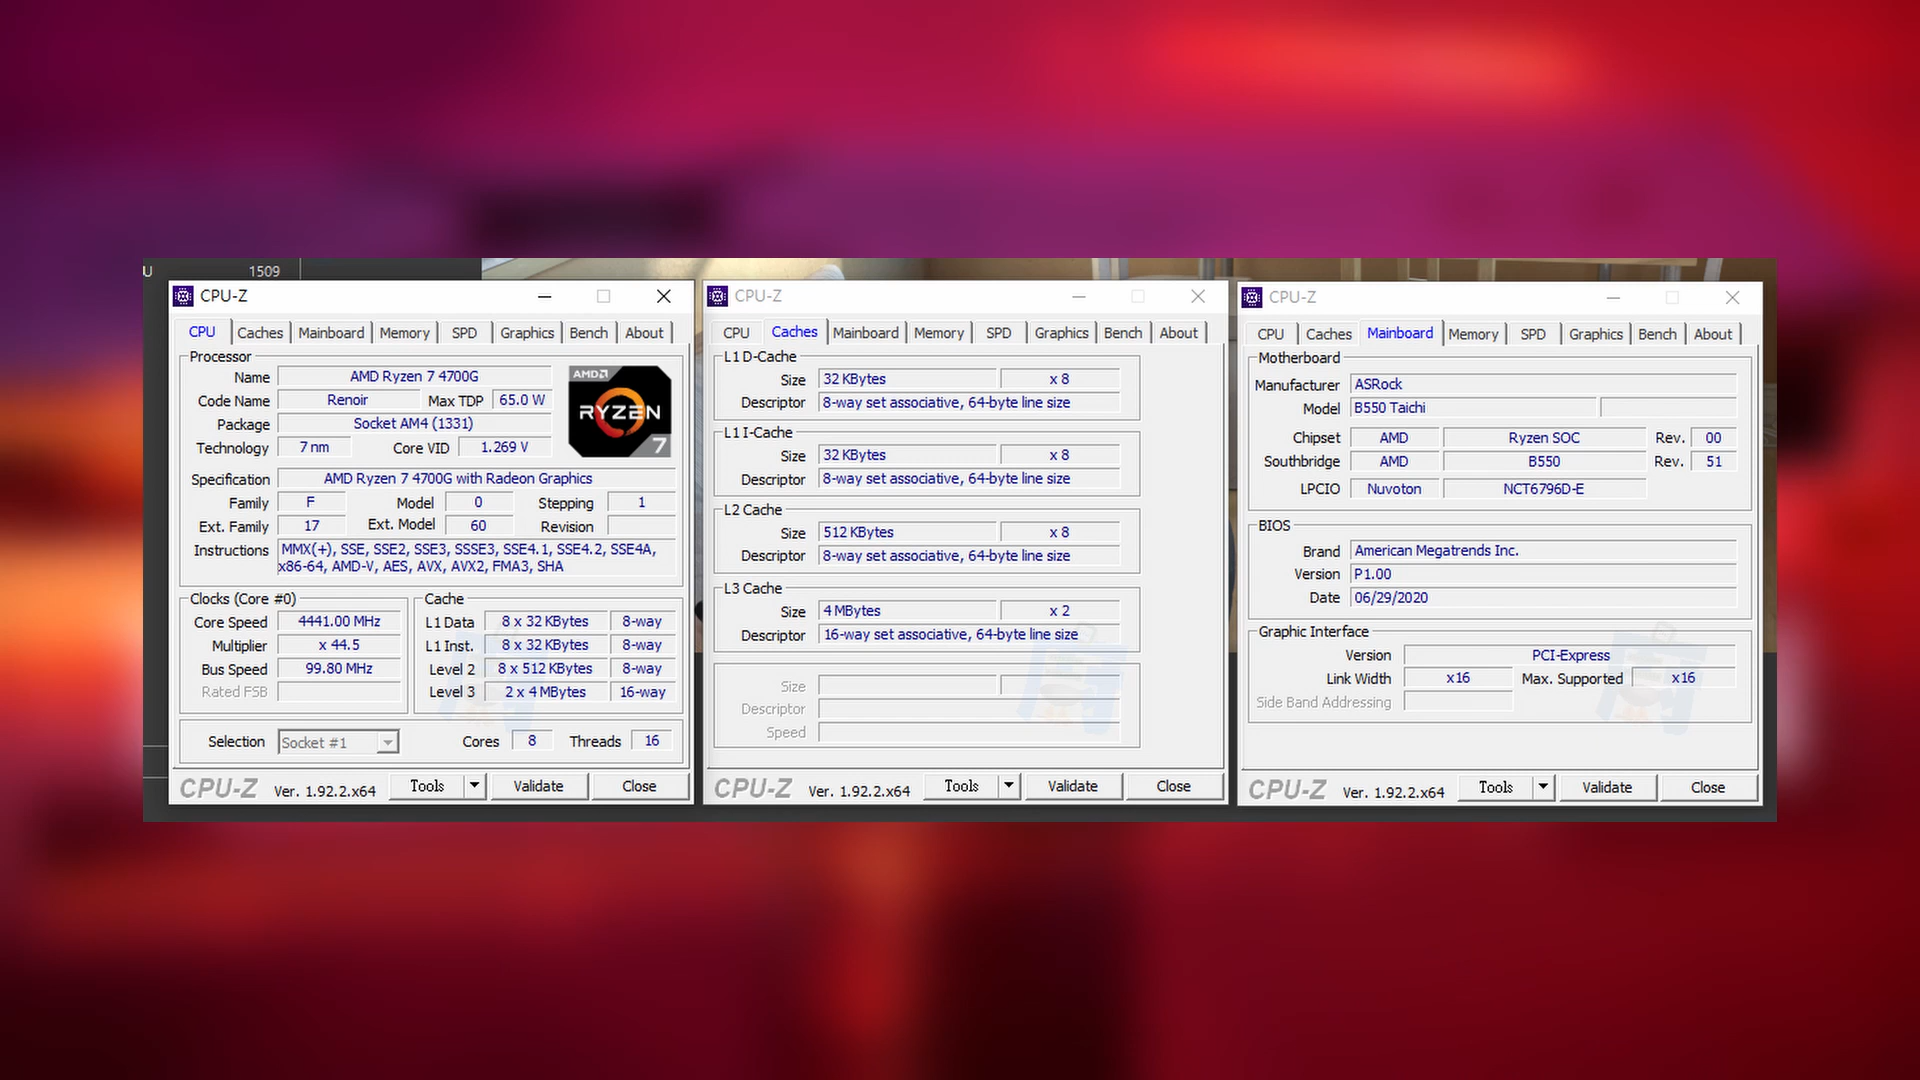 U 1509
CPU-Z
CPU Caches Mainboard Memory SPD Graphics Bench About
Processor
Name AMD Ryzen 7 4700G
Code Name Renoir Max TDP 65.0 W
Package Socket AM4 (1331)
Technology 7 nm Core VID 1.269 V
AMD
RYZEN
7
Specification AMD Ryzen 7 4700G with Radeon Graphics
Family F Model 0 Stepping 1
Ext. Family 17 Ext. Model 60 Revision
Instructions MMX(+), SSE, SSE2, SSE3, SSSE3, SSE4.1, SSE4.2, SSE4A,
x86-64, AMD-V, AES, AVX, AVX2, FMA3, SHA
Clocks (Core #0)
Core Speed 4441.00 MHz
Multiplier x 44.5
Bus Speed 99.80 MHz
Rated FSB
Cache
L1 Data 8 x 32 KBytes 8-way
L1 Inst. 8 x 32 KBytes 8-way
Level 2 8 x 512 KBytes 8-way
Level 3 2 x 4 MBytes 16-way
Selection Socket #1 Cores 8 Threads 16
CPU-Z Ver. 1.92.2.x64 Tools Validate Close
CPU-Z
CPU Caches Mainboard Memory SPD Graphics Bench About
L1 D-Cache
Size 32 KBytes x 8
Descriptor 8-way set associative, 64-byte line size
L1 I-Cache
Size 32 KBytes x 8
Descriptor 8-way set associative, 64-byte line size
L2 Cache
Size 512 KBytes x 8
Descriptor 8-way set associative, 64-byte line size
L3 Cache
Size 4 MBytes x 2
Descriptor 16-way set associative, 64-byte line size
Size
Descriptor
Speed
CPU-Z Ver. 1.92.2.x64 Tools Validate Close
CPU-Z
CPU Caches Mainboard Memory SPD Graphics Bench About
Motherboard
Manufacturer ASRock
Model B550 Taichi
Chipset AMD Ryzen SOC Rev. 00
Southbridge AMD B550 Rev. 51
LPCIO Nuvoton NCT6796D-E
BIOS
Brand American Megatrends Inc.
Version P1.00
Date 06/29/2020
Graphic Interface
Version PCI-Express
Link Width x16 Max. Supported x16
Side Band Addressing
CPU-Z Ver. 1.92.2.x64 Tools Validate Close